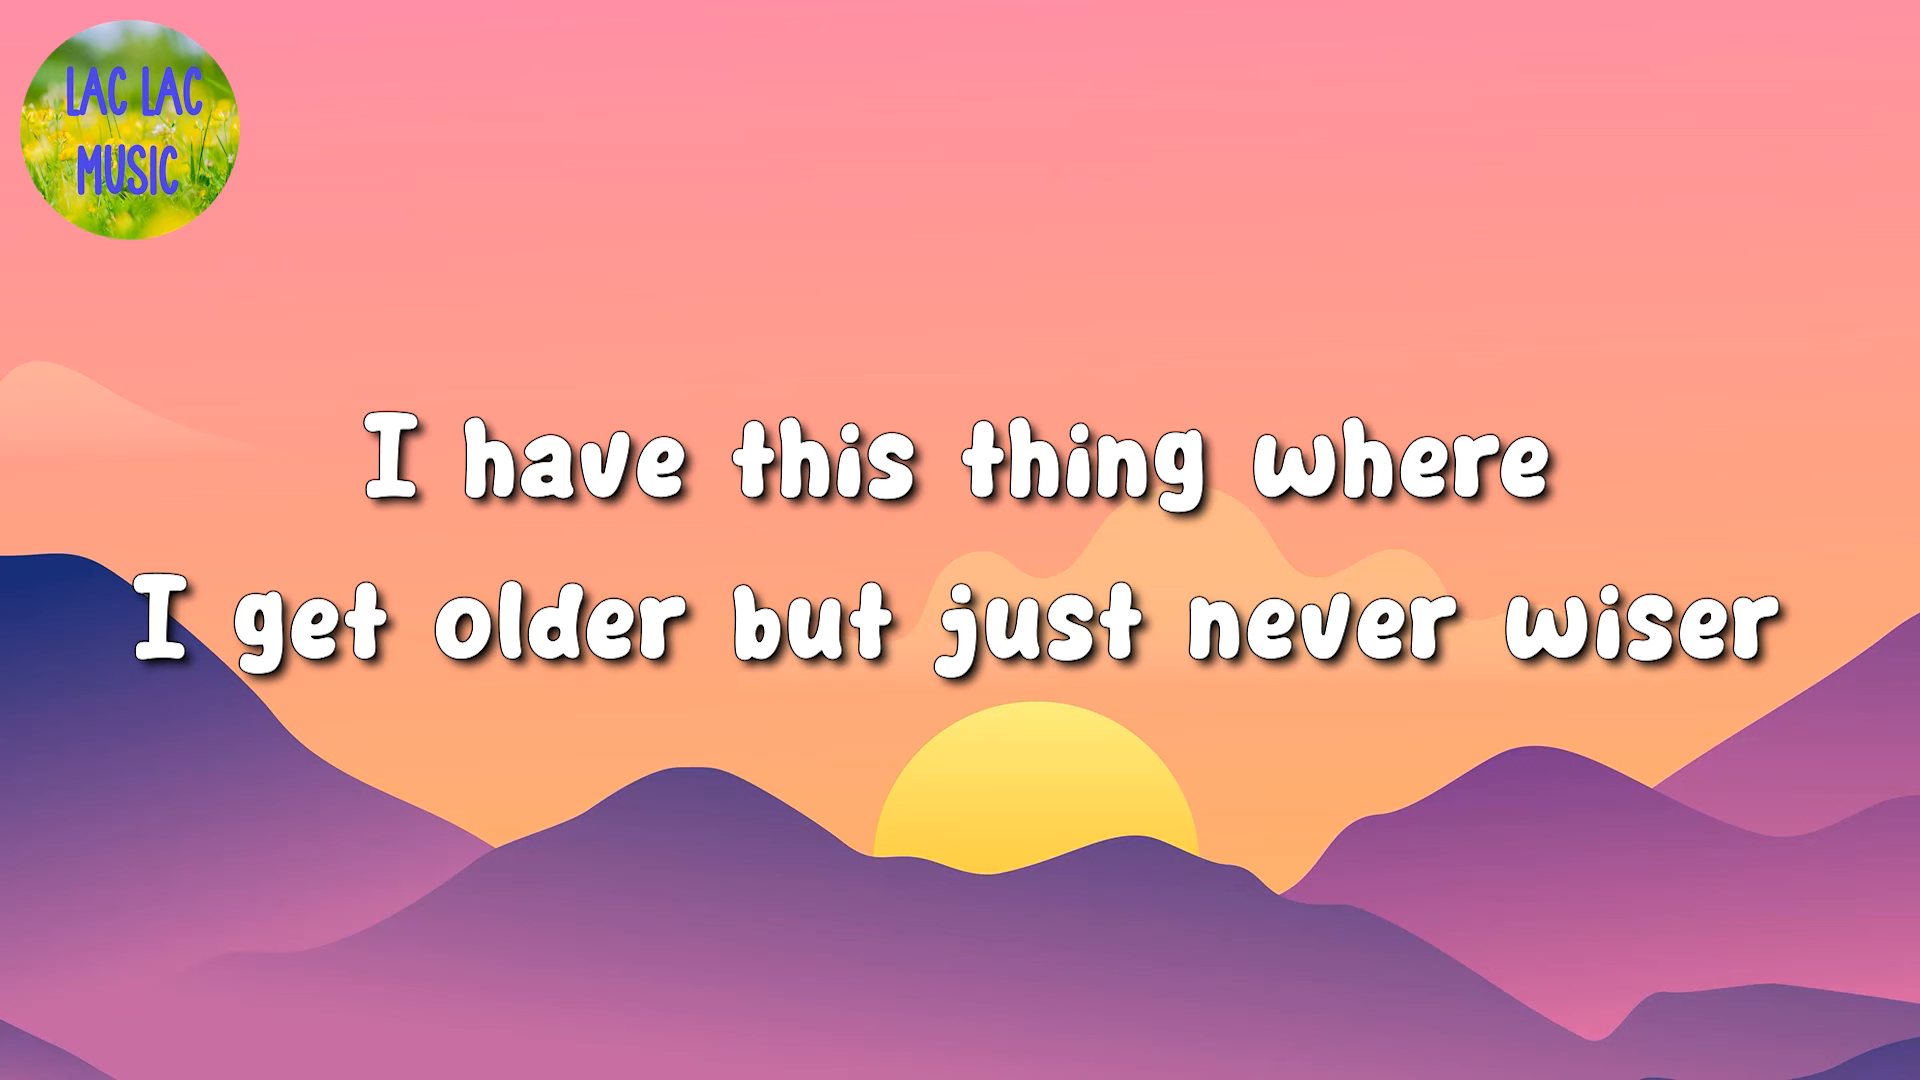 LAC LAC
MUSIC
I have this thing where
I get older but just never wiser